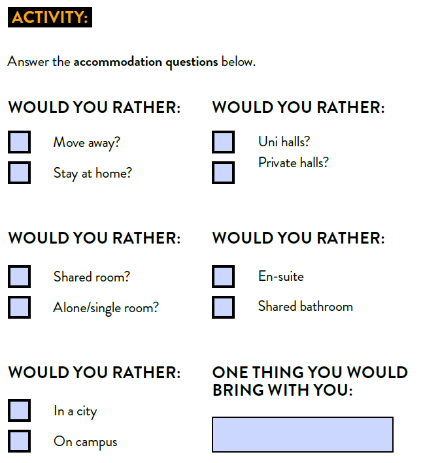 ACTIVITY:
Answer the accommodation questions below.
WOULD YOU RATHER:
Move away?
Stay at home?
WOULD YOU RATHER:
Uni halls?
Private halls?
WOULD YOU RATHER:
Shared room?
Alone/single room?
WOULD YOU RATHER:
En-suite
Shared bathroom
WOULD YOU RATHER:
In a city
On campus
ONE THING YOU WOULD
BRING WITH YOU: